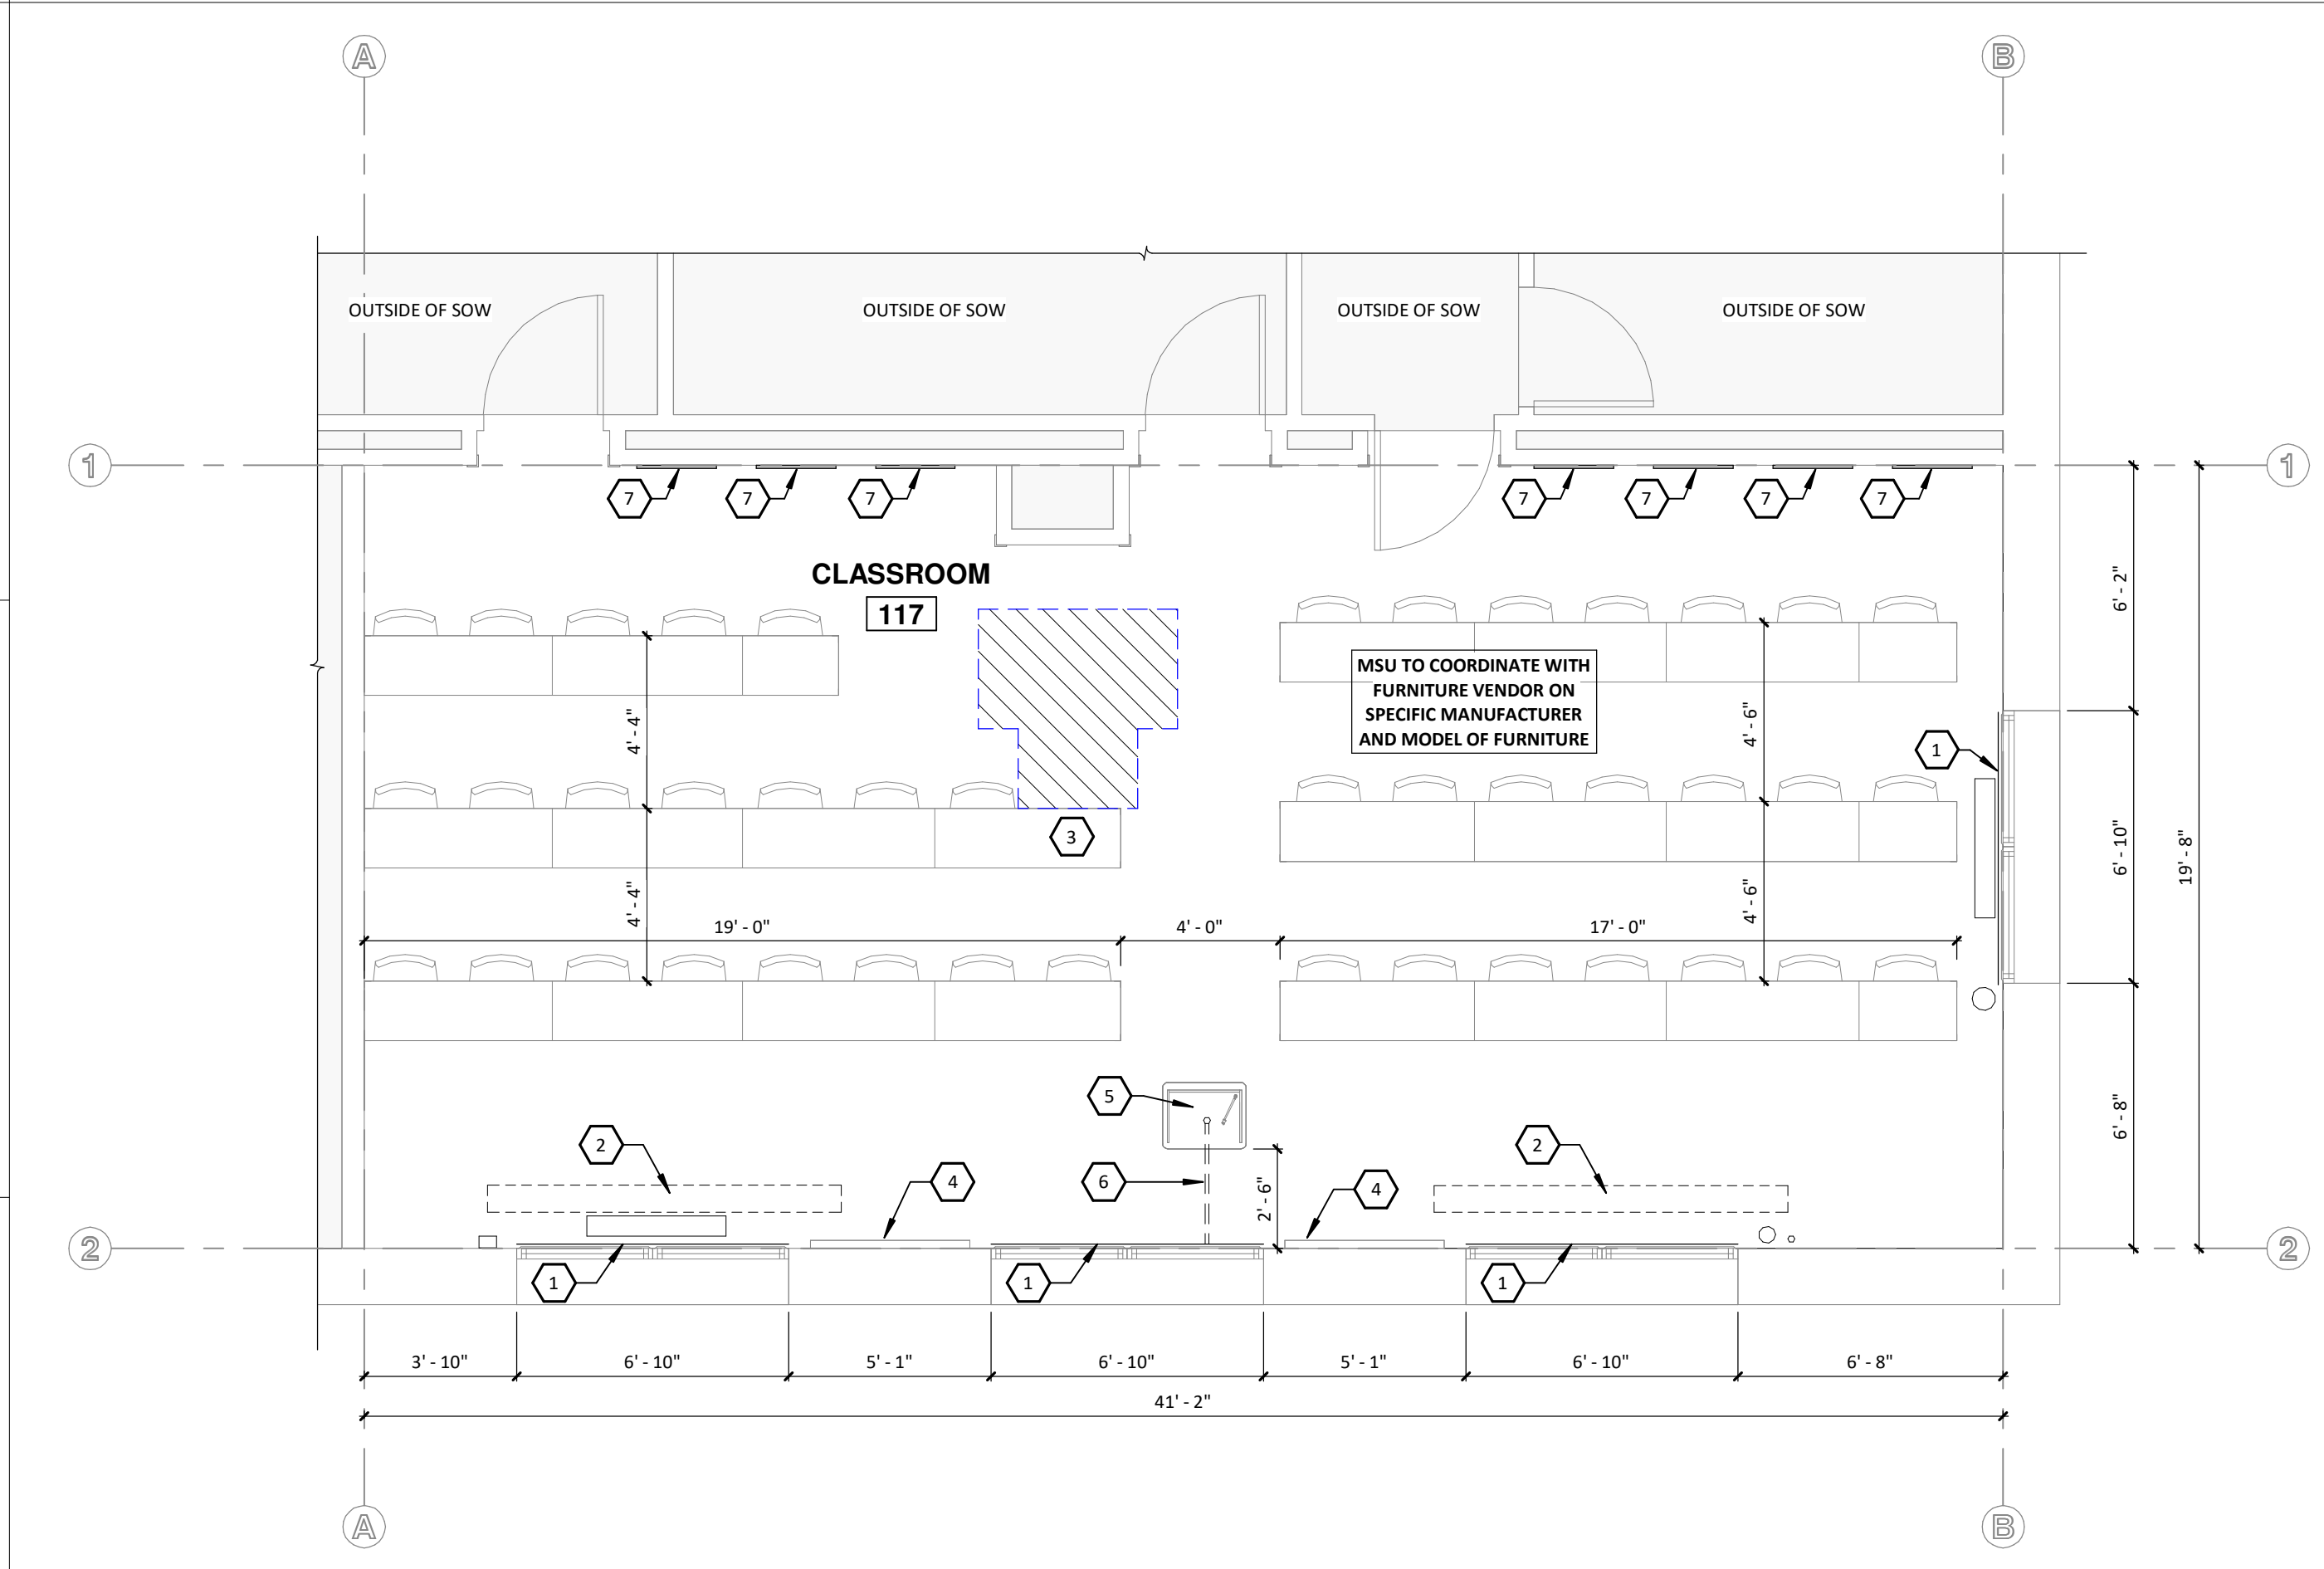 A B
OUTSIDE OF SOW OUTSIDE OF SOW OUTSIDE OF SOW OUTSIDE OF SOW
1 1
7 7 7 7 7 7 7
CLASSROOM
117
6' - 2"
MSU TO COORDINATE WITH
FURNITURE VENDOR ON
SPECIFIC MANUFACTURER
AND MODEL OF FURNITURE
4' - 4" 4' - 6" 1
3
6' - 10" 19' - 8"
4' - 4" 4' - 6"
19' - 0" 4' - 0" 17' - 0"
5
6' - 8"
2 2
4 6 4
2' - 6"
2 2
1 1 1
3' - 10" 6' - 10" 5' - 1" 6' - 10" 5' - 1" 6' - 10" 6' - 8"
41' - 2"
A B